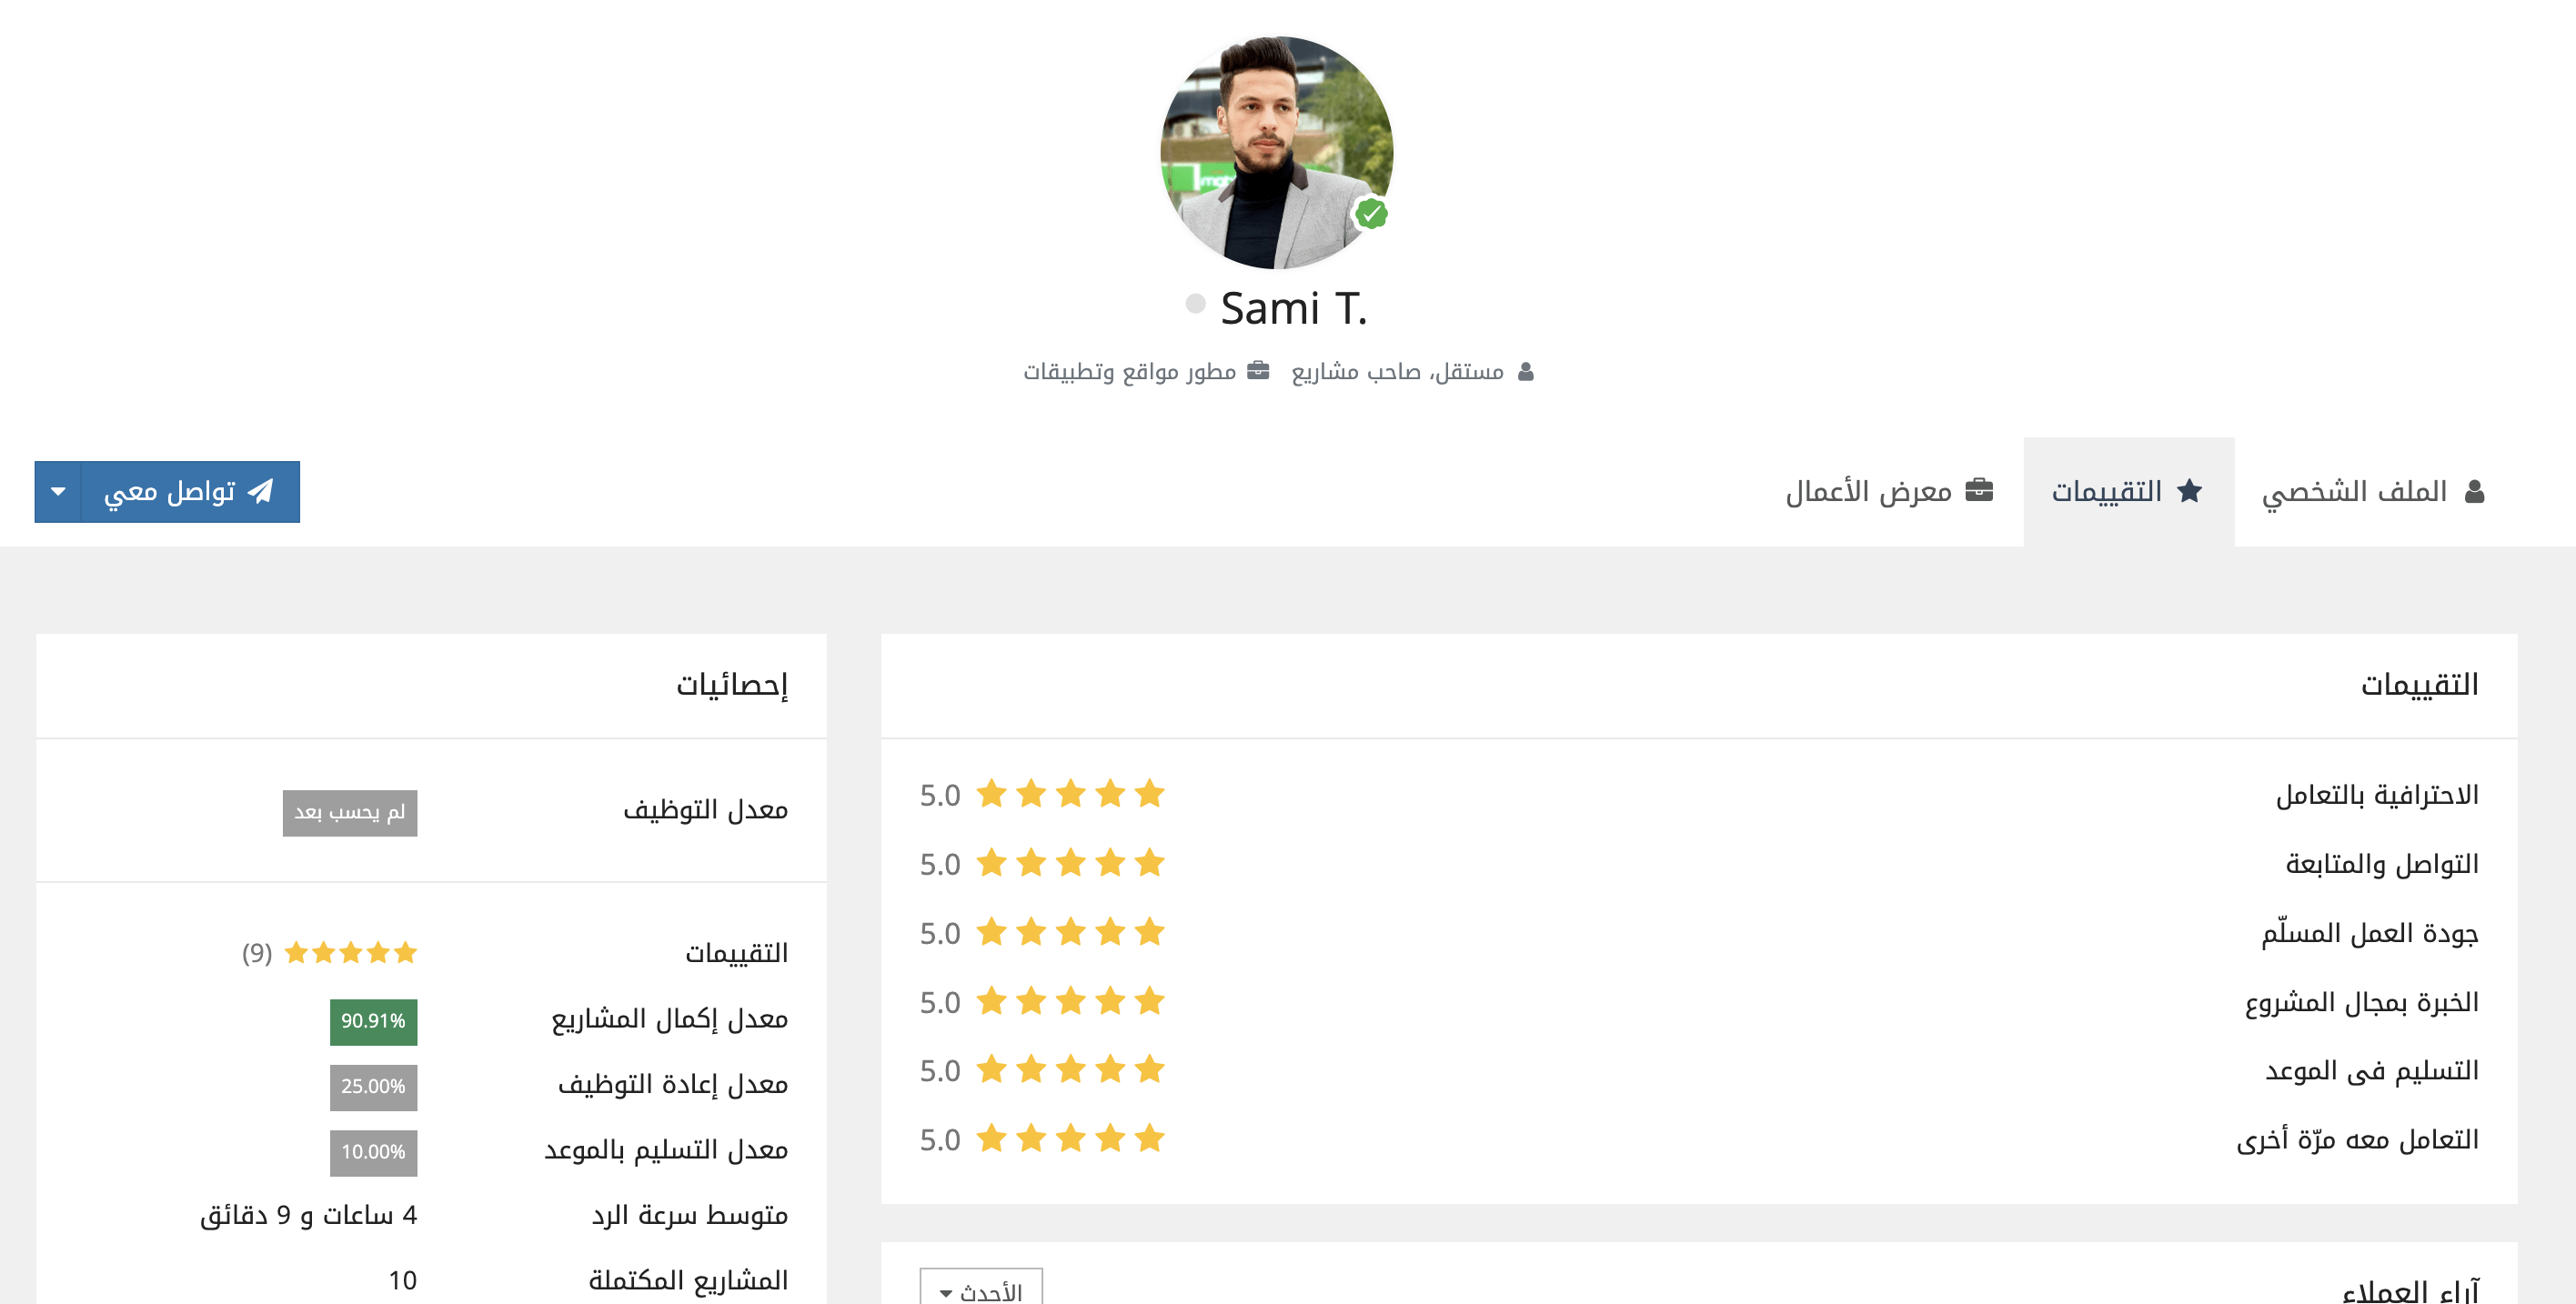 Sami T.
مستقل، صاحب مشاريع مطور مواقع وتطبيقات
الملف الشخصي
التقييمات
معرض الأعمال
تواصل معي
التقييمات
الاحترافية بالتعامل 5.0
التواصل والمتابعة 5.0
جودة العمل المسلّم 5.0
الخبرة بمجال المشروع 5.0
التسليم فى الموعد 5.0
التعامل معه مرّة أخرى 5.0
آراء العملاء
الأحدث
إحصائيات
معدل التوظيف لم يحسب بعد
التقييمات (9)
معدل إكمال المشاريع 90.91%
معدل إعادة التوظيف 25.00%
معدل التسليم بالموعد 10.00%
متوسط سرعة الرد 4 ساعات و 9 دقائق
المشاريع المكتملة 10